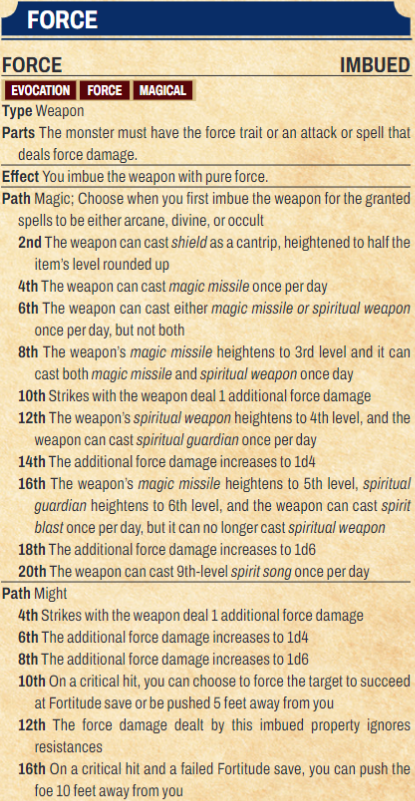 FORCE
FORCE IMBUED
EVOCATION FORCE MAGICAL
Type Weapon
Parts The monster must have the force trait or an attack or spell that
deals force damage.
Effect You imbue the weapon with pure force.
Path Magic; Choose when you first imbue the weapon for the granted
spells to be either arcane, divine, or occult
2nd The weapon can cast shield as a cantrip, heightened to half the
item's level rounded up
4th The weapon can cast magic missile once per day
6th The weapon can cast either magic missile or spiritual weapon
once per day, but not both
8th The weapon's magic missile heightens to 3rd level and it can
cast both magic missile and spiritual weapon once day
10th Strikes with the weapon deal 1 additional force damage
12th The weapon's spiritual weapon heightens to 4th level, and the
weapon can cast spiritual guardian once per day
14th The additional force damage increases to 1d4
16th The weapon's magic missile heightens to 5th level, spiritual
guardian heightens to 6th level, and the weapon can cast spirit
blast once per day, but it can no longer cast spiritual weapon
18th The additional force damage increases to 1d6
20th The weapon can cast 9th-level spirit song once per day
Path Might
4th Strikes with the weapon deal 1 additional force damage
6th The additional force damage increases to 1d4
8th The additional force damage increases to 1d6
10th On a critical hit, you can choose to force the target to succeed
at Fortitude save or be pushed 5 feet away from you
12th The force damage dealt by this imbued property ignores
resistances
16th On a critical hit and a failed Fortitude save, you can push the
foe 10 feet away from you